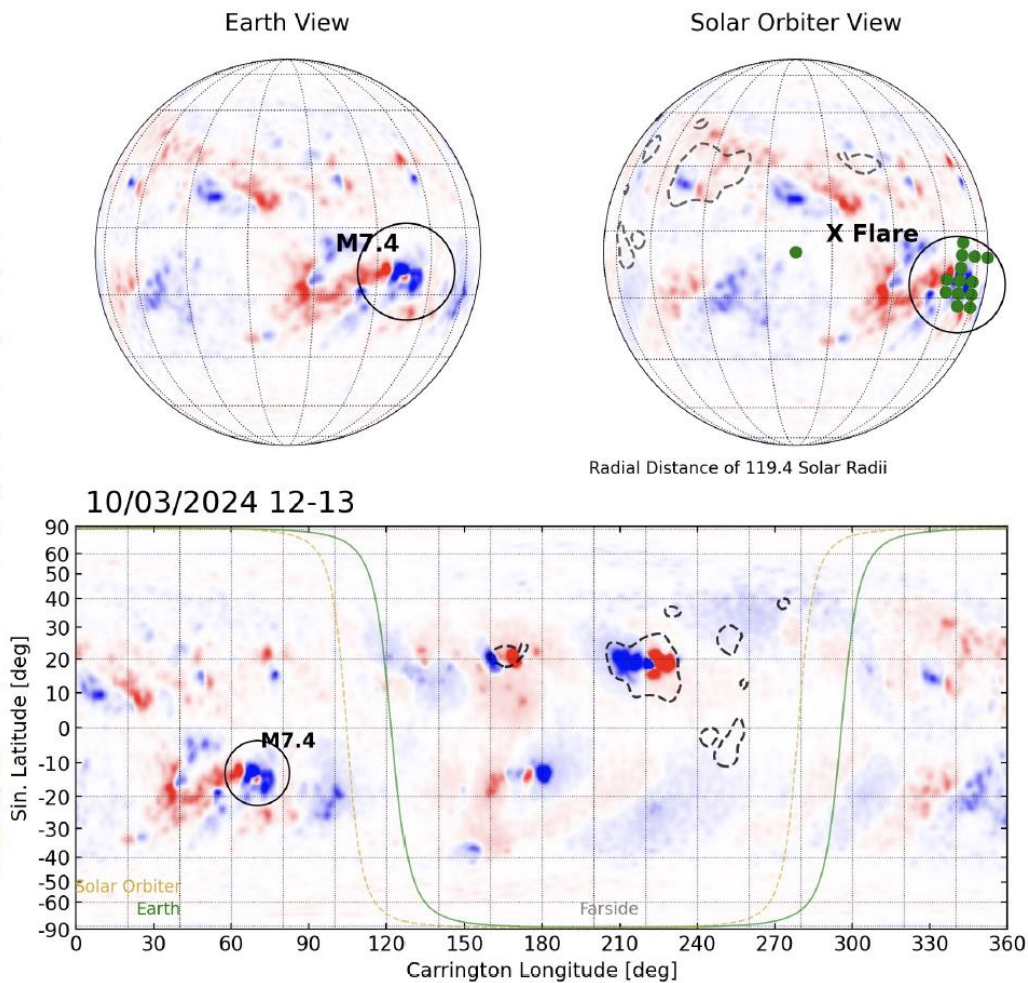 Earth View
Solar Orbiter View
M7.4
X Flare
Radial Distance of 119.4 Solar Radii
10/03/2024 12-13
90
60
50
40
30
20
10
0
-10
-20
-30
-40
-50
-60
-90
Sin. Latitude [deg]
M7.4
Solar Orbiter
Earth
Farside
0 30 60 90 120 150 180 210 240 270 300 330 360
Carrington Longitude [deg]